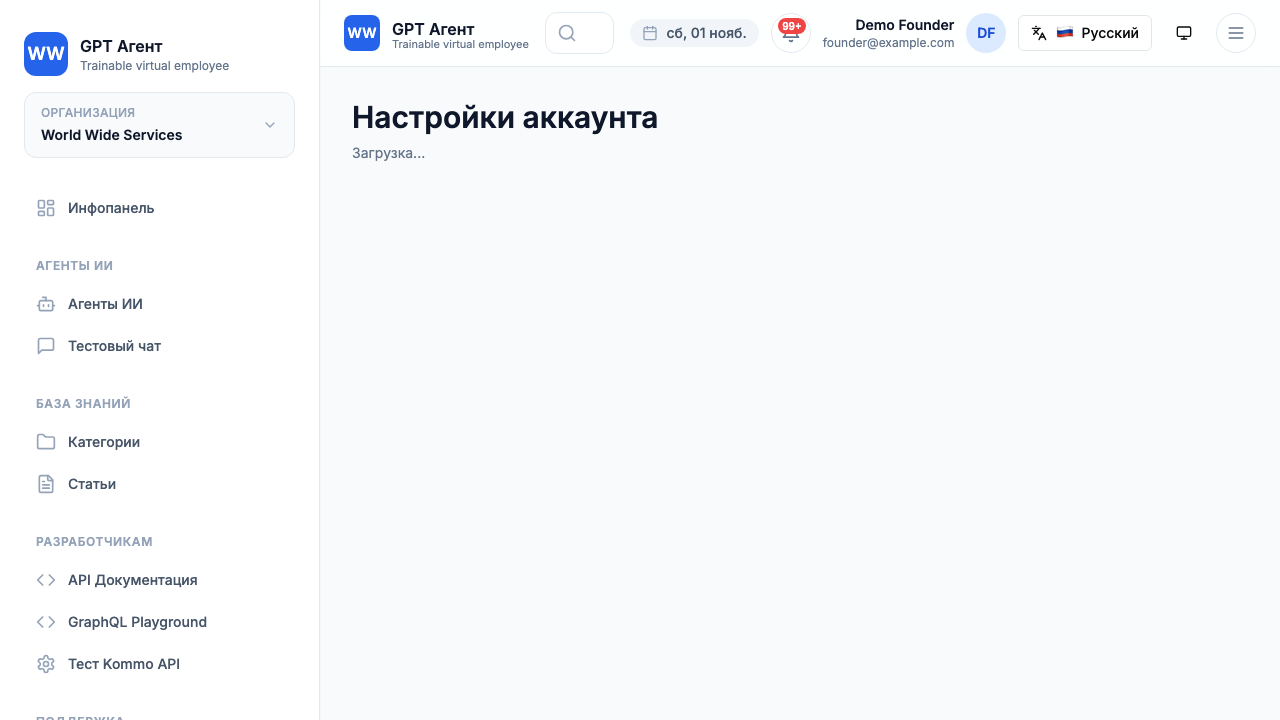 WW
GPT Агент
Trainable virtual employee
ОРГАНИЗАЦИЯ
World Wide Services
Инфопанель
АГЕНТЫ ИИ
Агенты ИИ
Тестовый чат
БАЗА ЗНАНИЙ
Категории
Статьи
РАЗРАБОТЧИКАМ
API Документация
GraphQL Playground
Тест Kommo API
ПОДДЕРЖКА
WW
GPT Агент
Trainable virtual employee
сб, 01 нояб.
99+
Demo Founder
founder@example.com
DF
Русский
Настройки аккаунта
Загрузка...